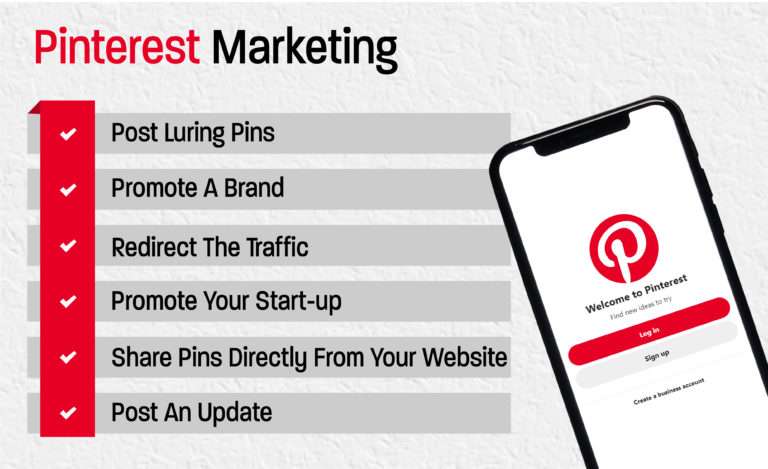 Pinterest Marketing
Post Luring Pins
Promote A Brand
Redirect The Traffic
Promote Your Start-up
Share Pins Directly From Your Website
Post An Update
Welcome to Pinterest
Find new ideas to try
Log in
Sign up
Create a business account